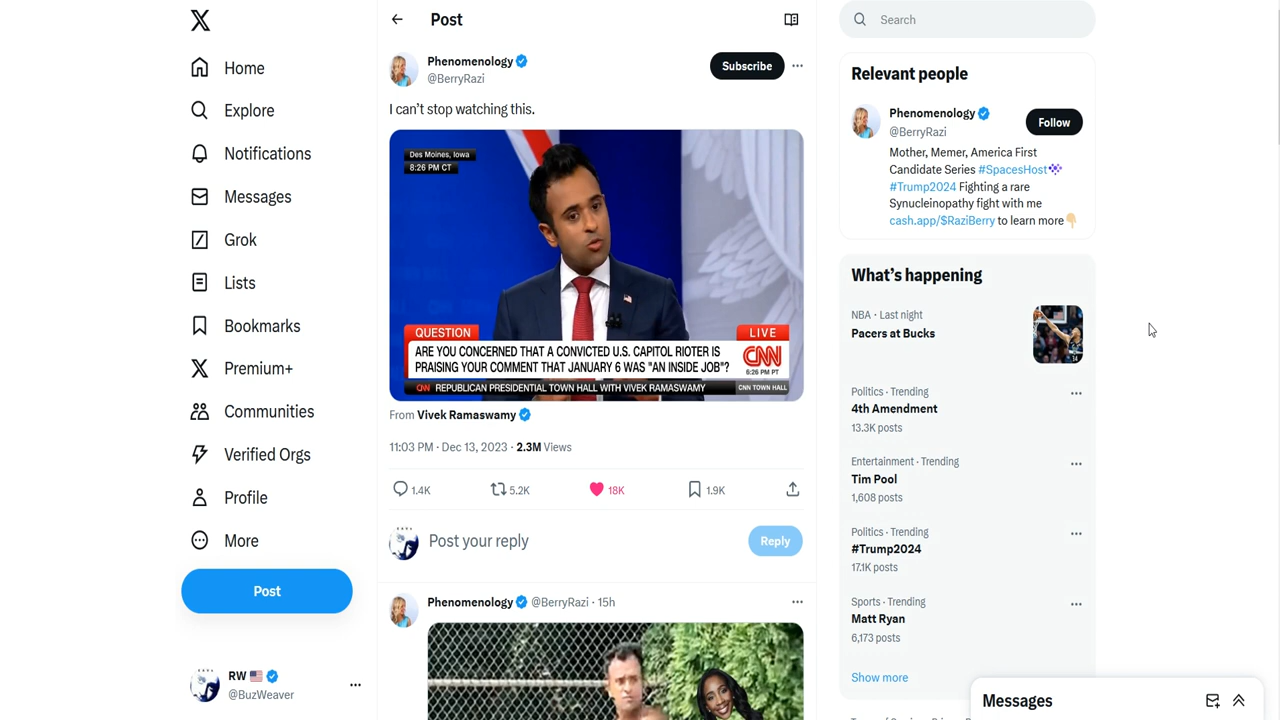 Home
Explore
Notifications
Messages
Grok
Lists
Bookmarks
Premium+
Communities
Verified Orgs
Profile
More
Post
RW
@BuzWeaver
Post
Phenomenology
@BerryRazi
Subscribe
I can't stop watching this.
Des Moines, Iowa
8:26 PM CT
QUESTION
LIVE
ARE YOU CONCERNED THAT A CONVICTED U.S. CAPITOL RIOTER IS
PRAISING YOUR COMMENT THAT JANUARY 6 WAS "AN INSIDE JOB"?
CNN
6:26 PM PT
CNN REPUBLICAN PRESIDENTIAL TOWN HALL WITH VIVEK RAMASWAMY
CNN TOWN HALL
From Vivek Ramaswamy
11:03 PM · Dec 13, 2023 · 2.3M Views
1.4K 5.2K 18K 1.9K
Post your reply
Reply
Phenomenology @BerryRazi · 15h
Search
Relevant people
Phenomenology
@BerryRazi
Follow
Mother, Memer, America First
Candidate Series #SpacesHost
#Trump2024 Fighting a rare
Synucleinopathy fight with me
cash.app/$RaziBerry to learn more
What's happening
NBA · Last night
Pacers at Bucks
Politics · Trending
4th Amendment
13.3K posts
Entertainment · Trending
Tim Pool
1,608 posts
Politics · Trending
#Trump2024
17.1K posts
Sports · Trending
Matt Ryan
6,173 posts
Show more
Messages